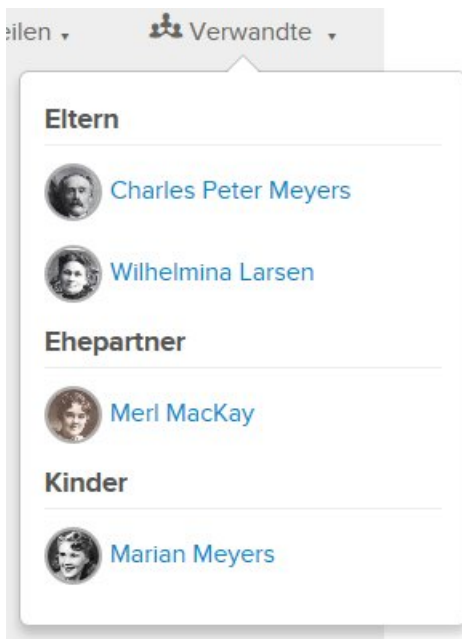 eilen
Verwandte
Eltern
Charles Peter Meyers
Wilhelmina Larsen
Ehepartner
Merl MacKay
Kinder
Marian Meyers